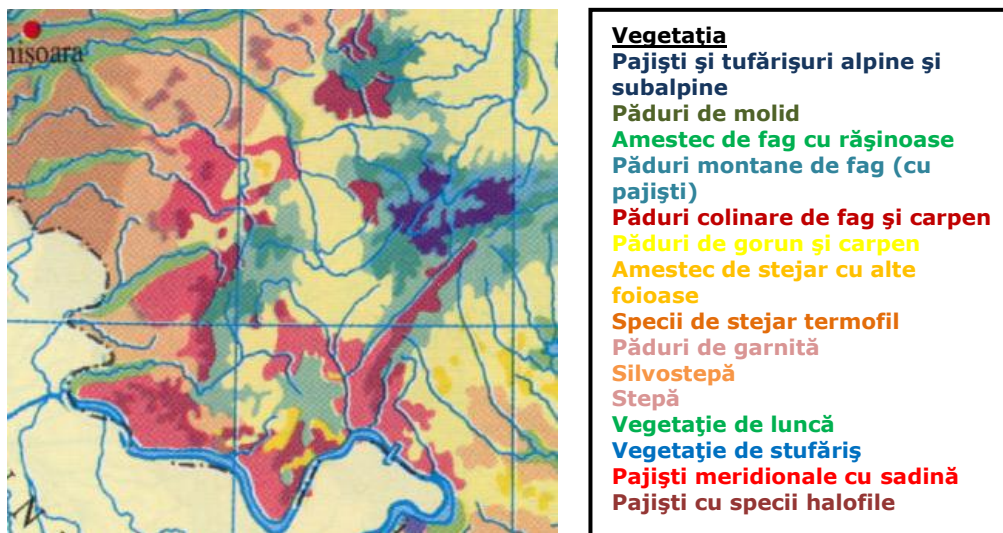 mişoara
N
Vegetaţia
Pajişti şi tufărişuri alpine şi
subalpine
Păduri de molid
Amestec de fag cu răşinoase
Păduri montane de fag (cu
pajişti)
Păduri colinare de fag şi carpen
Păduri de gorun şi carpen
Amestec de stejar cu alte
foioase
Specii de stejar termofil
Păduri de garnită
Silvostepă
Stepă
Vegetaţie de luncă
Vegetaţie de stufăriş
Pajişti meridionale cu sadină
Pajişti cu specii halofile